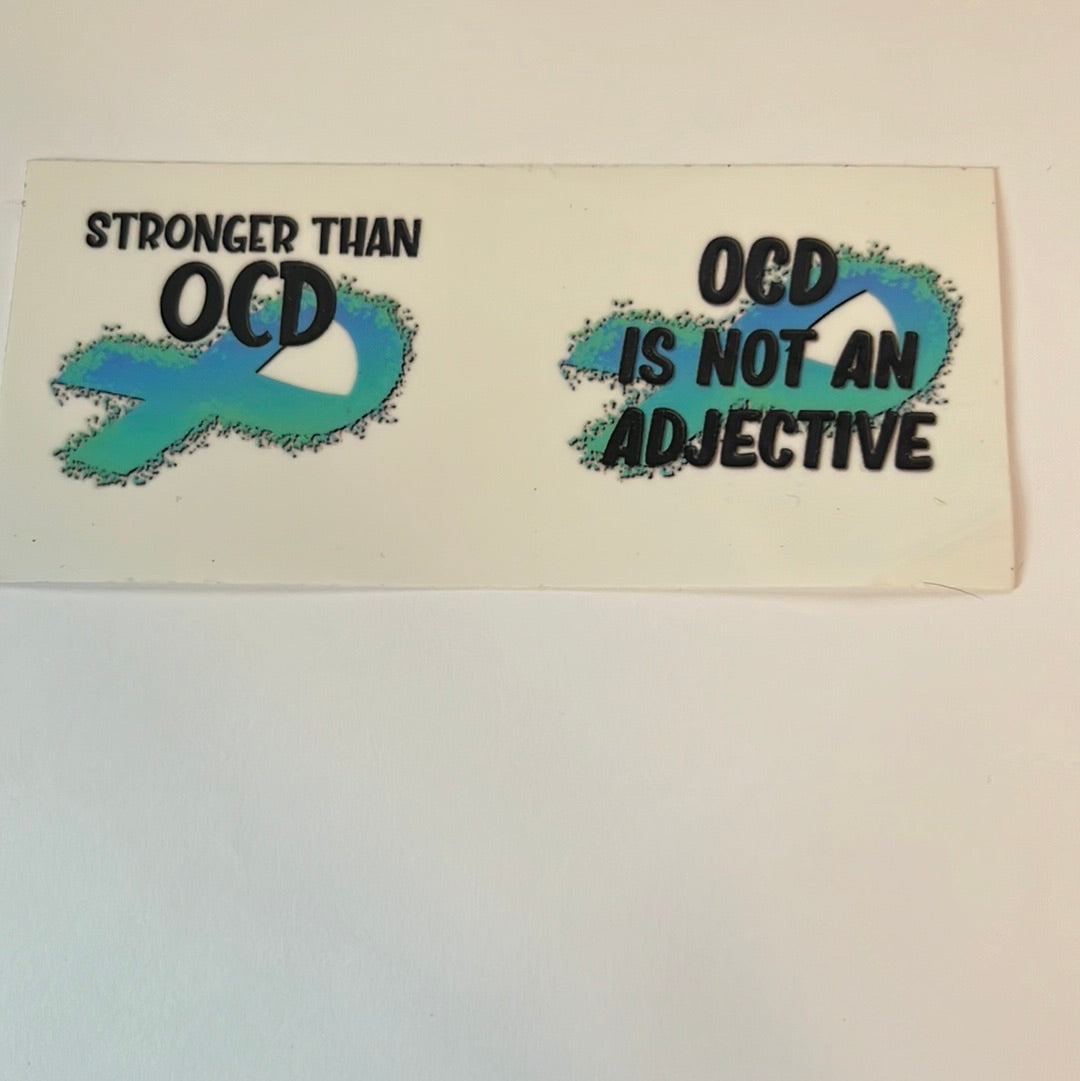 STRONGER THAN
OCD
OCD
IS NOT AN
ADJECTIVE